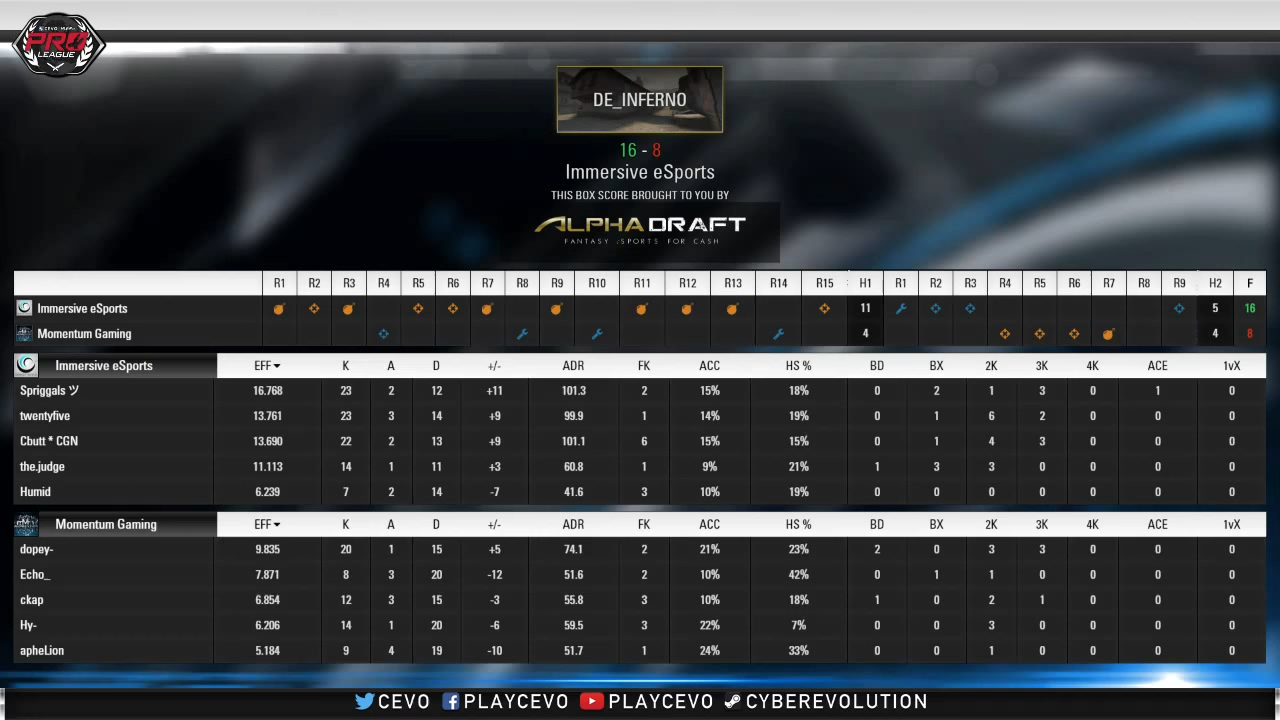 PRO
LEAGUE
DE_INFERNO
16 - 8
Immersive eSports
THIS BOX SCORE BROUGHT TO YOU BY
ALPHADRAFT
FANTASY eSPORTS FOR CASH
R1 R2 R3 R4 R5 R6 R7 R8 R9 R10 R11 R12 R13 R14 R15 H1 R1 R2 R3 R4 R5 R6 R7 R8 R9 H2 F
Immersive eSports 11 5 16
Momentum Gaming 4 4 8
Immersive eSports EFF K A D +/- ADR FK ACC HS % BD BX 2K 3K 4K ACE 1vX
Spriggals ツ 16.768 23 2 12 +11 101.3 2 15% 18% 0 2 1 3 0 1 0
twentyfive 13.761 23 3 14 +9 99.9 1 14% 19% 0 1 6 2 0 0 0
Cbutt * CGN 13.690 22 2 13 +9 101.1 6 15% 15% 0 1 4 3 0 0 0
the.judge 11.113 14 1 11 +3 60.8 1 9% 21% 1 3 3 0 0 0 0
Humid 6.239 7 2 14 -7 41.6 3 10% 19% 0 0 0 0 0 0 0
Momentum Gaming EFF K A D +/- ADR FK ACC HS % BD BX 2K 3K 4K ACE 1vX
dopey- 9.835 20 1 15 +5 74.1 2 21% 23% 2 0 3 3 0 0 0
Echo_ 7.871 8 3 20 -12 51.6 2 10% 42% 0 1 1 0 0 0 0
ckap 6.854 12 3 15 -3 55.8 3 10% 18% 1 0 2 1 0 0 0
Hy- 6.206 14 1 20 -6 59.5 3 22% 7% 0 0 3 0 0 0 0
apheLion 5.184 9 4 19 -10 51.7 1 24% 33% 0 0 1 0 0 0 0
CEVO PLAYCEVO PLAYCEVO CYBEREVOLUTION